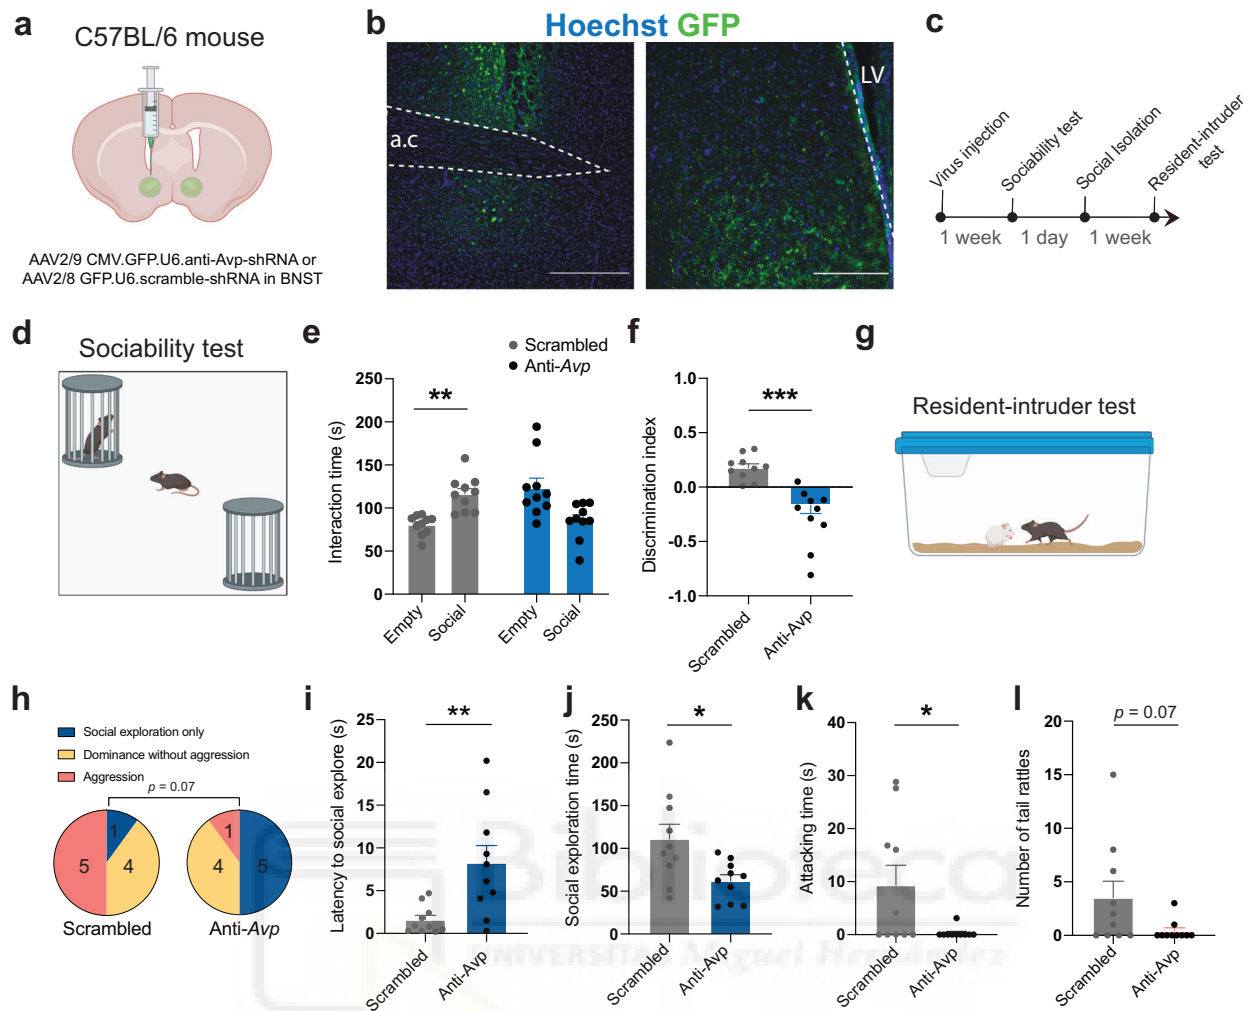 a
C57BL/6 mouse
AAV2/9 CMV.GFP.U6.anti-Avp-shRNA or
AAV2/8 GFP.U6.scramble-shRNA in BNST
b
Hoechst GFP
a.c
LV
c
Virus injection
Sociability test
Social Isolation
Resident-intruder
test
1 week
1 day
1 week
d
Sociability test
e
Scrambled
Anti-Avp
Interaction time (s)
250
200
150
100
50
0
**
Empty
Social
Empty
Social
f
Discrimination index
1.0
0.5
0.0
-0.5
-1.0
***
Scrambled
Anti-Avp
g
Resident-intruder test
h
Social exploration only
Dominance without aggression
Aggression
p = 0.07
1
5
4
1
4
5
Scrambled
Anti-Avp
i
Latency to social explore (s)
25
20
15
10
5
0
**
Scrambled
Anti-Avp
j
Social exploration time (s)
250
200
150
100
50
0
*
Scrambled
Anti-Avp
k
Attacking time (s)
40
30
20
10
0
*
Scrambled
Anti-Avp
l
Number of tail rattles
20
15
10
5
0
p = 0.07
Scrambled
Anti-Avp
Biblioteca
UNIVERSITAS Miguel Hernández